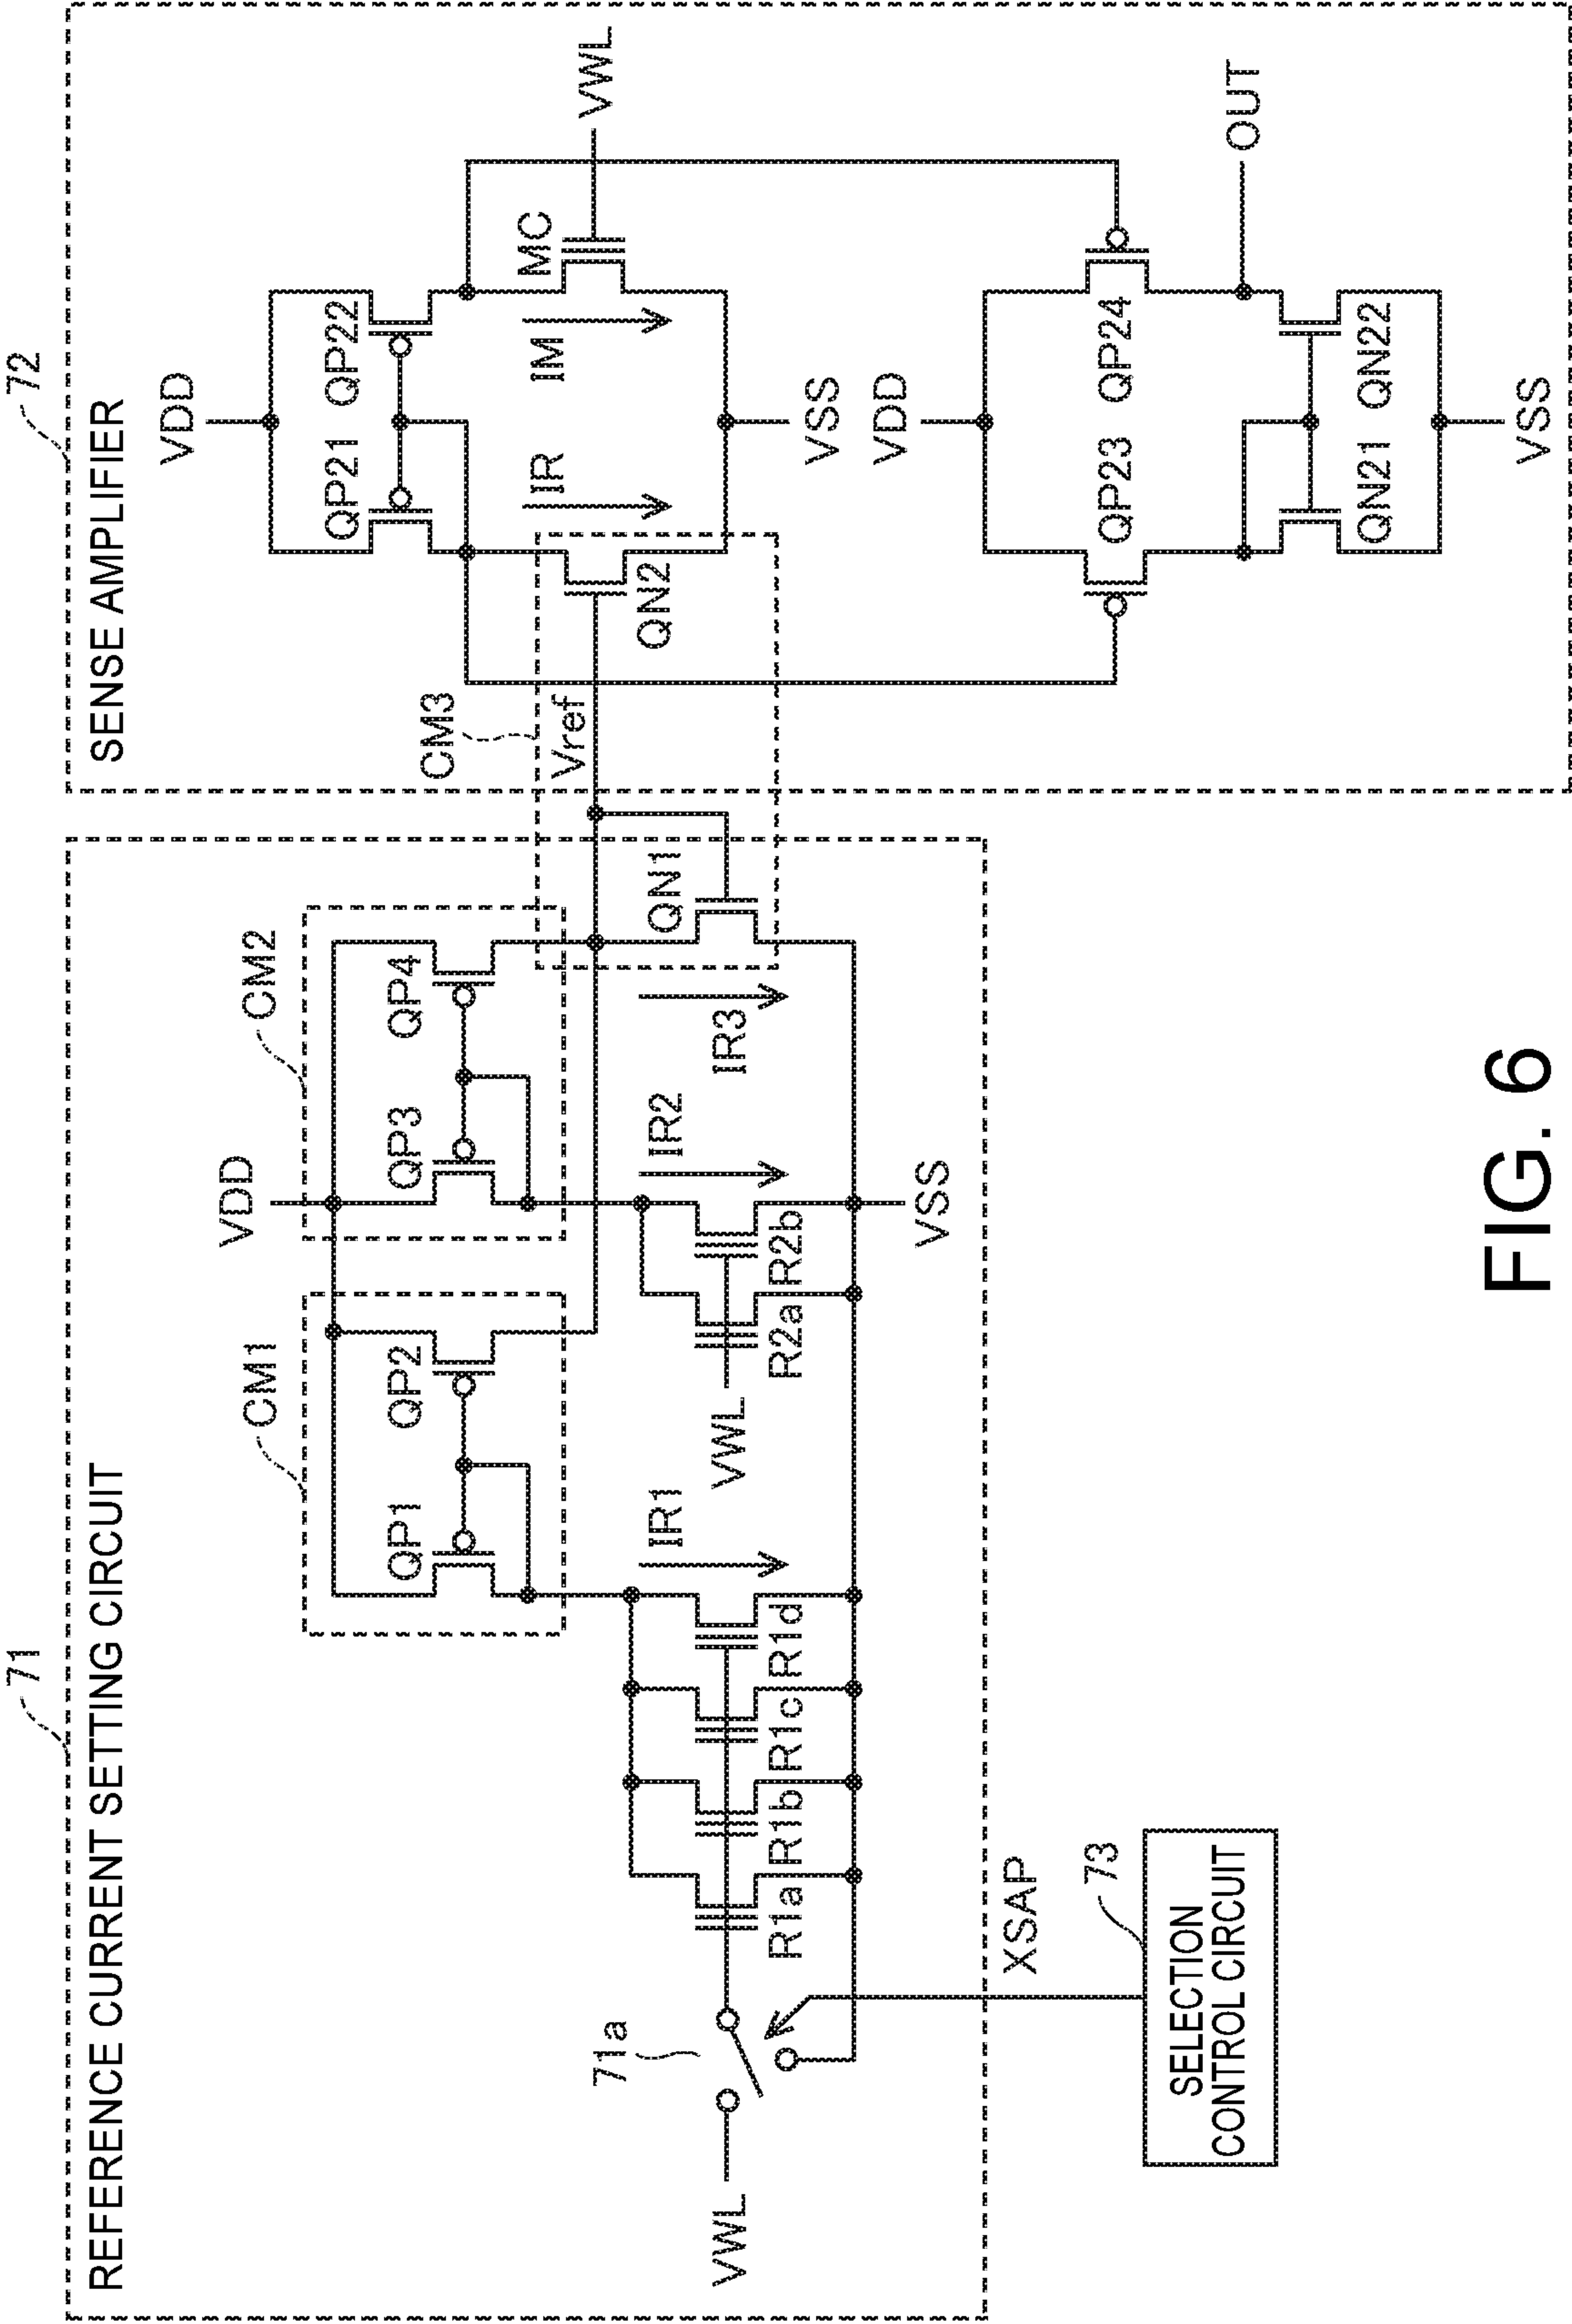 71
REFERENCE CURRENT SETTING CIRCUIT
CM1
VDD
CM2
QP1
QP2
QP3
QP4
IR1
IR2
IR3
QN1
VWL
71a
R1a
R1b
R1c
R1d
VWL
R2a
R2b
VSS
XSAP
73
SELECTION
CONTROL CIRCUIT
72
SENSE AMPLIFIER
VDD
QP21
QP22
CM3
Vref
QN2
IR
IM
MC
VWL
VSS
VDD
QP23
QP24
OUT
QN21
QN22
VSS
FIG. 6